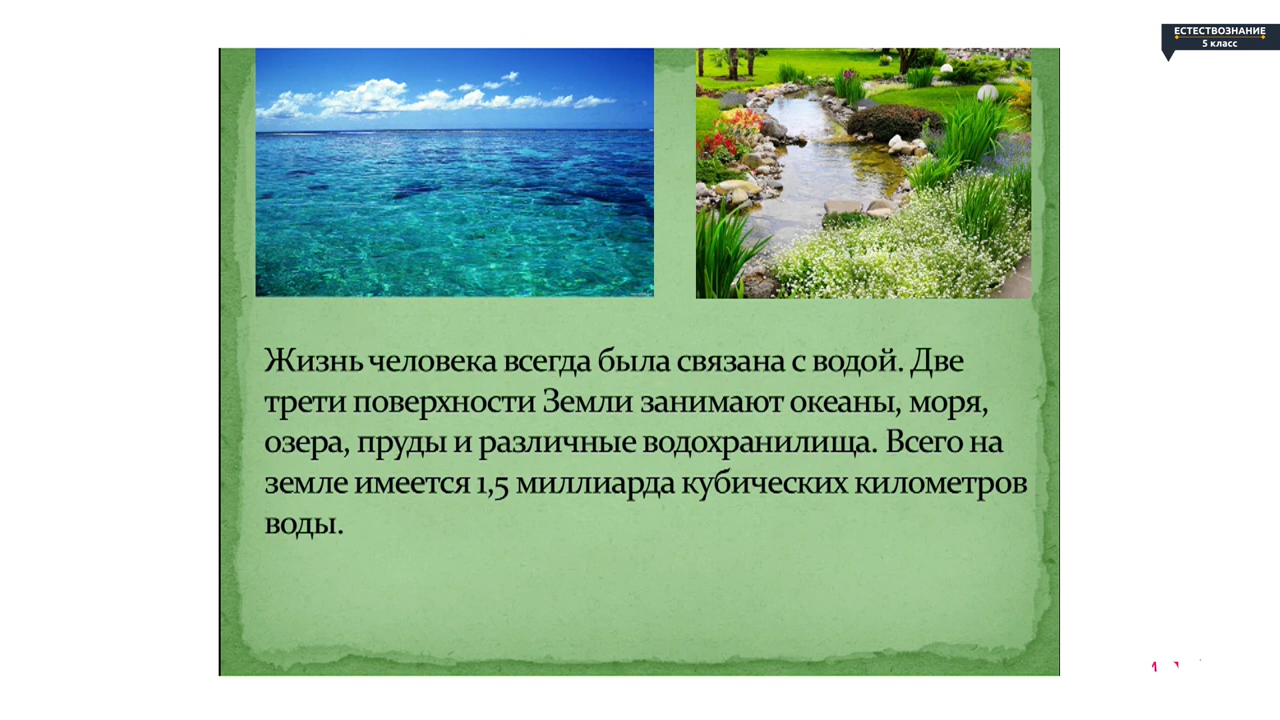 ЕСТЕСТВОЗНАНИЕ
5 класс
Жизнь человека всегда была связана с водой. Две
трети поверхности Земли занимают океаны, моря,
озера, пруды и различные водохранилища. Всего на
земле имеется 1,5 миллиарда кубических километров
воды.